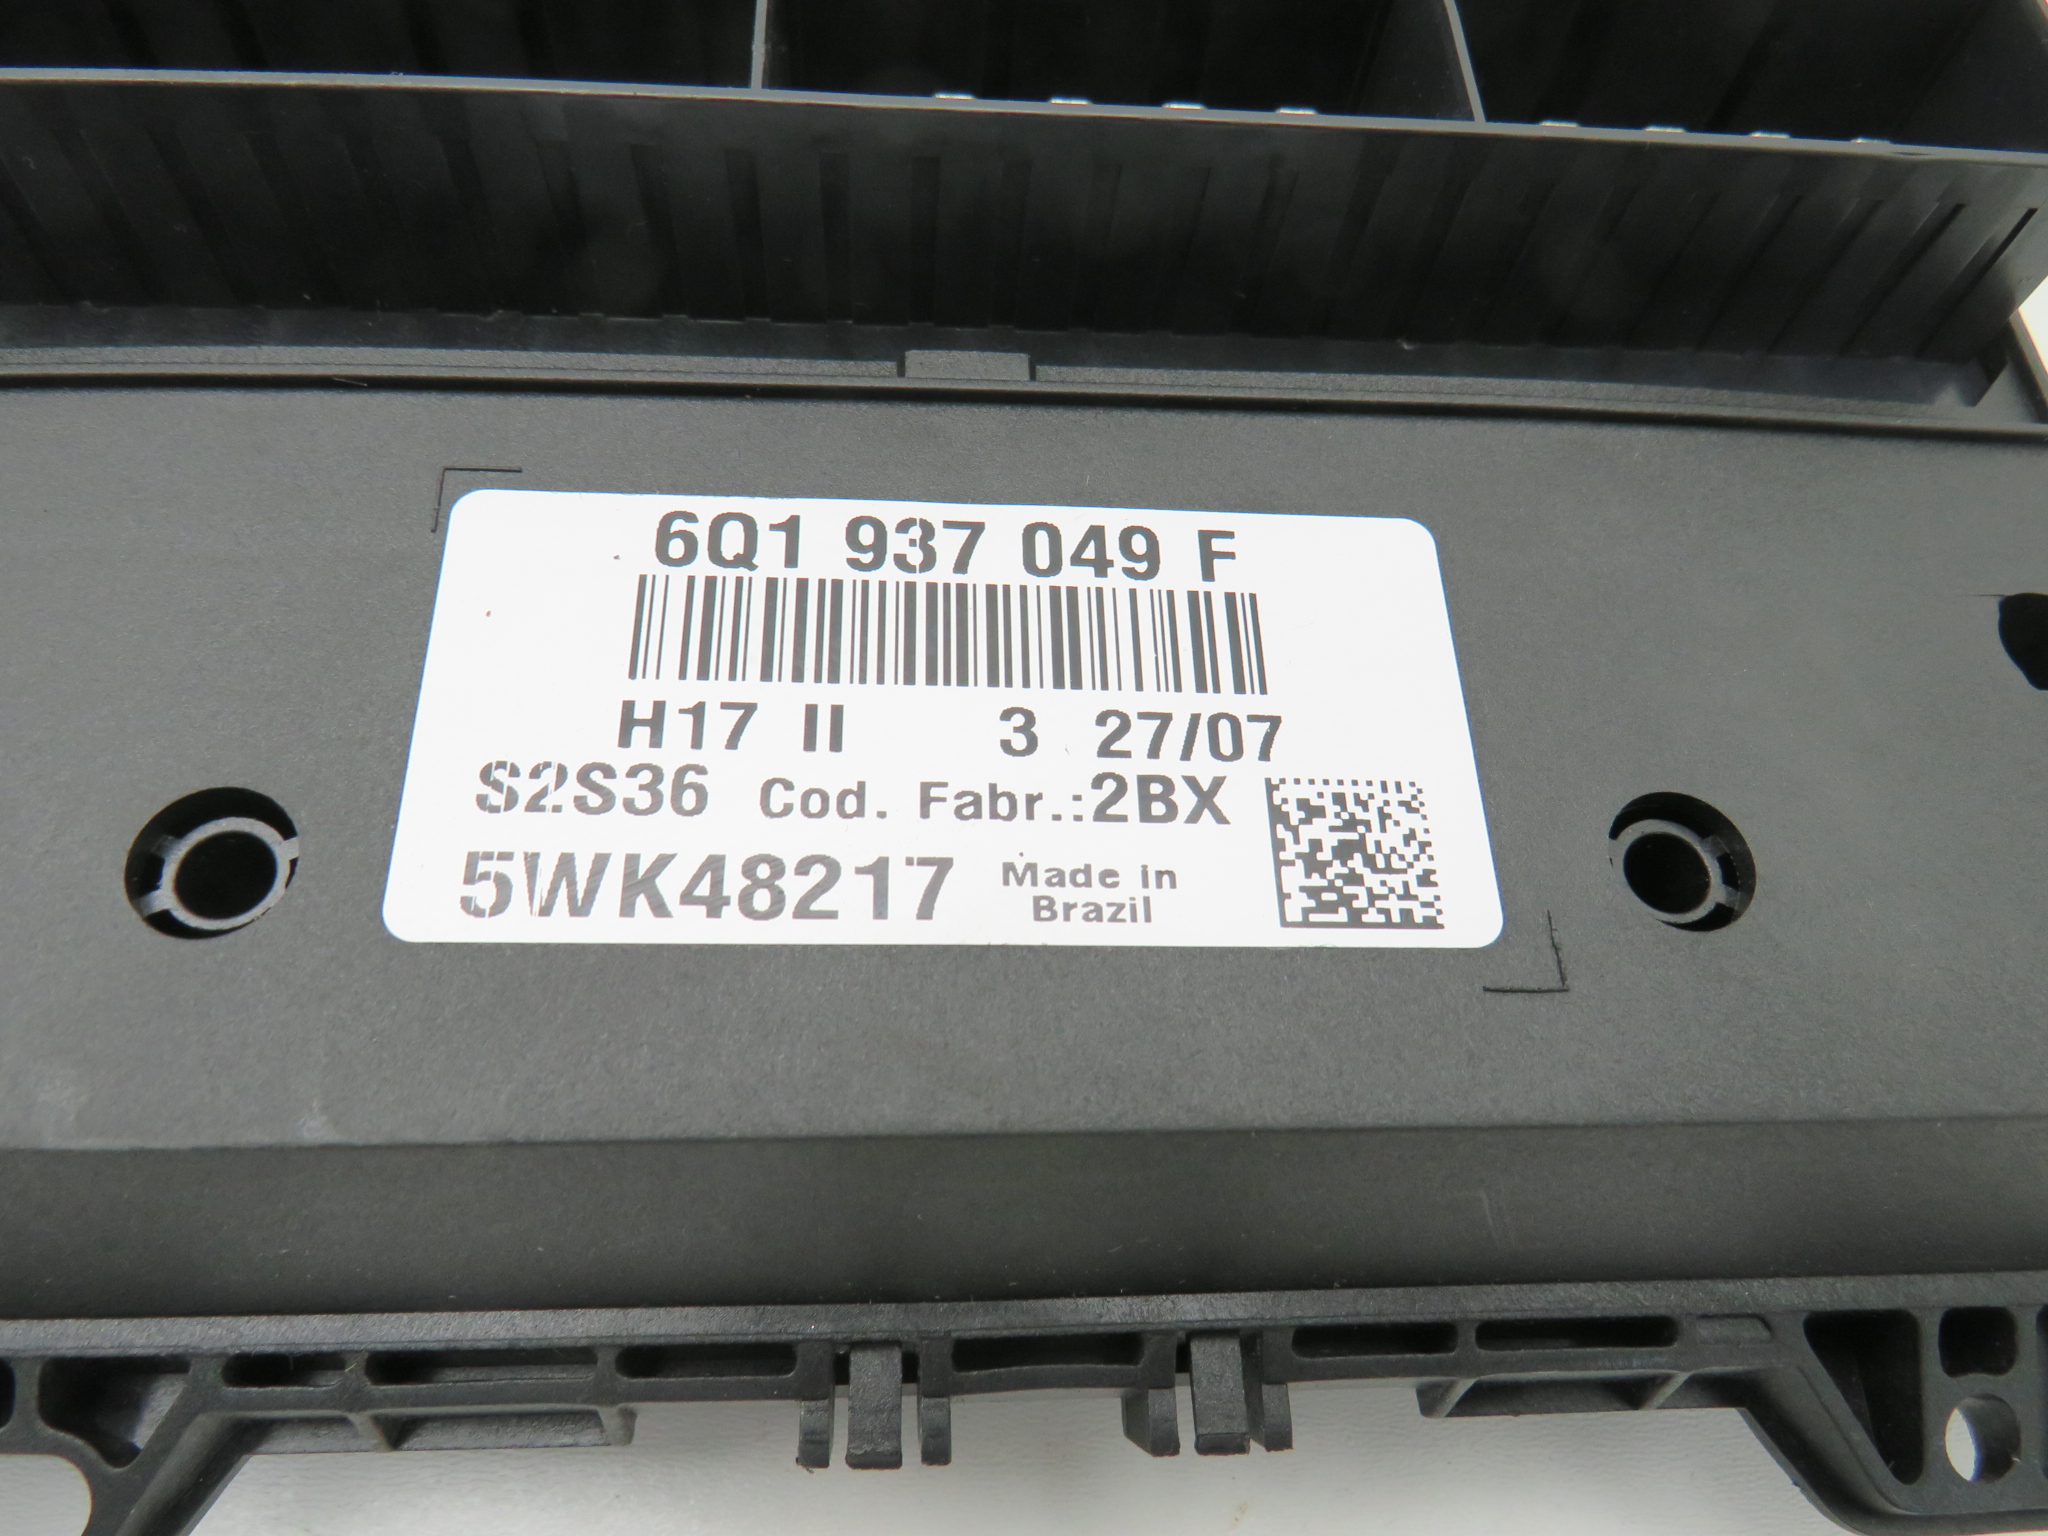 6Q1 937 049 F
H17 II 3 27/07
S2S36 Cod. Fabr.:2BX
5WK48217 Made in
Brazil